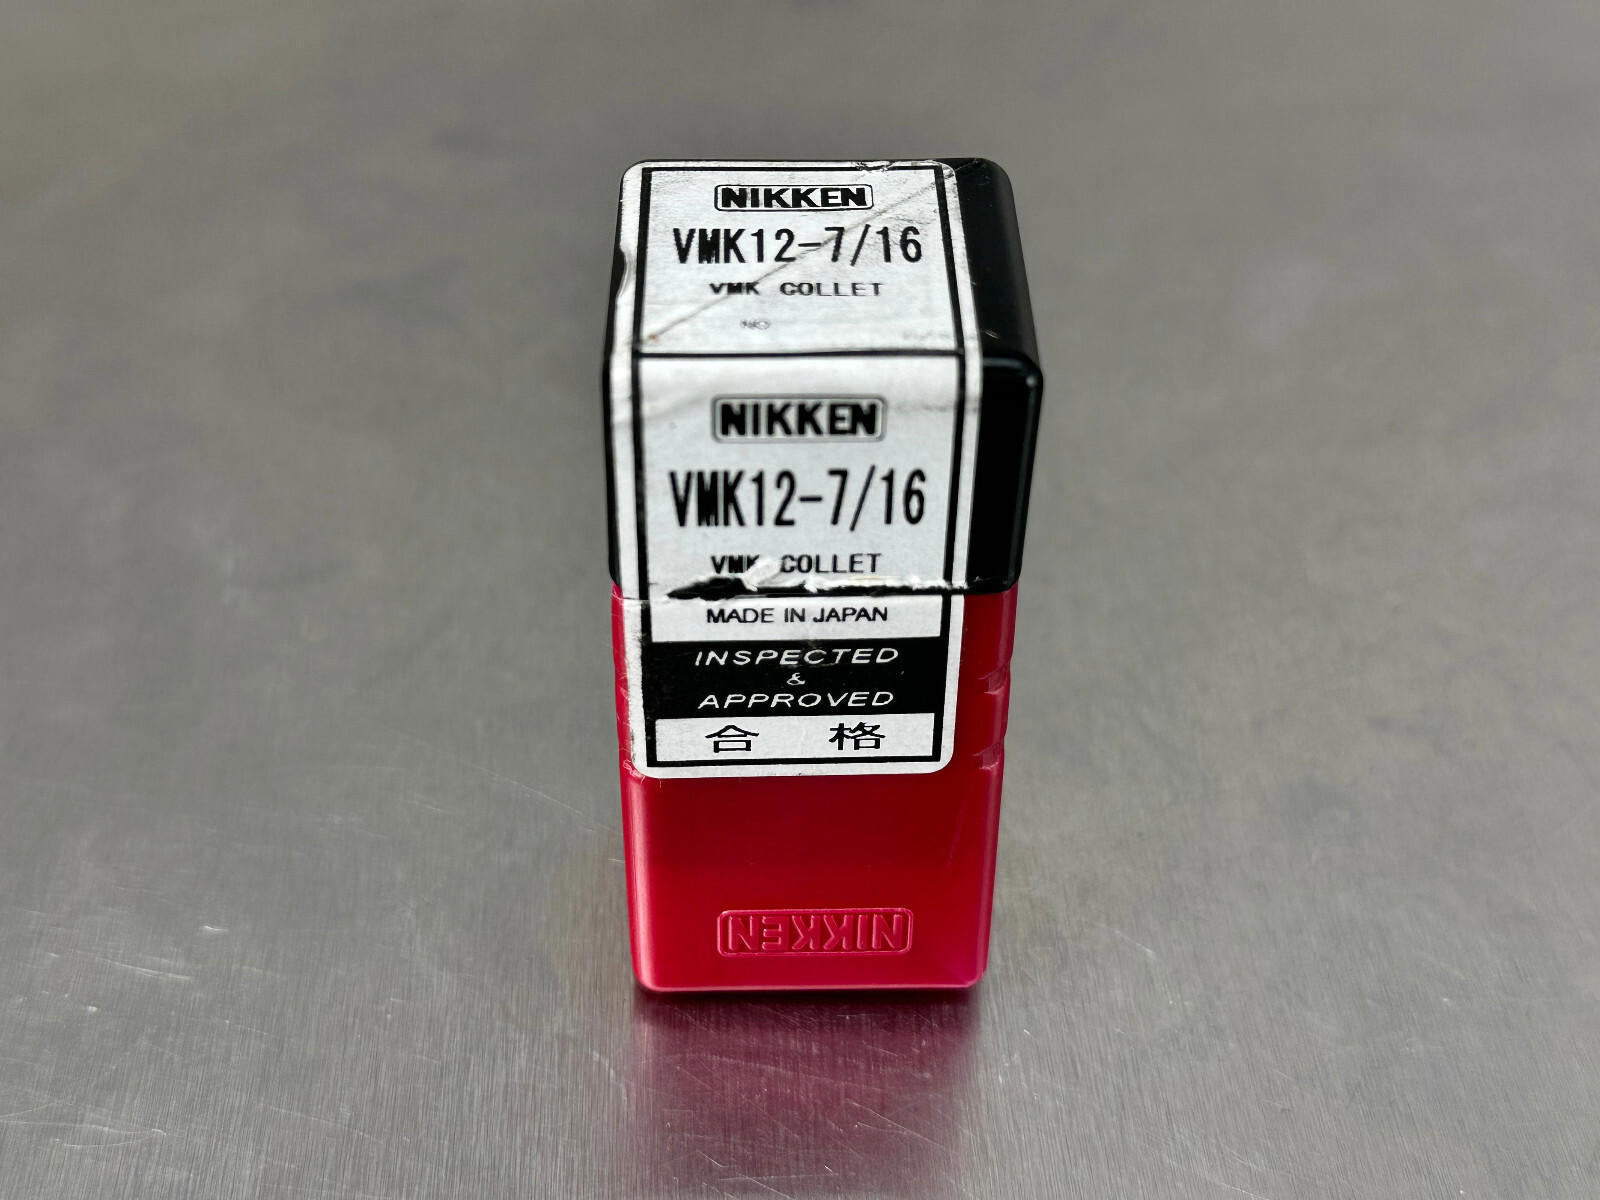 NIKKEN
VMK12-7/16
VMK COLLET
NO
NIKKEN
VMK12-7/16
VMK COLLET
MADE IN JAPAN
INSPECTED
&
APPROVED
合 格
NIKKEN